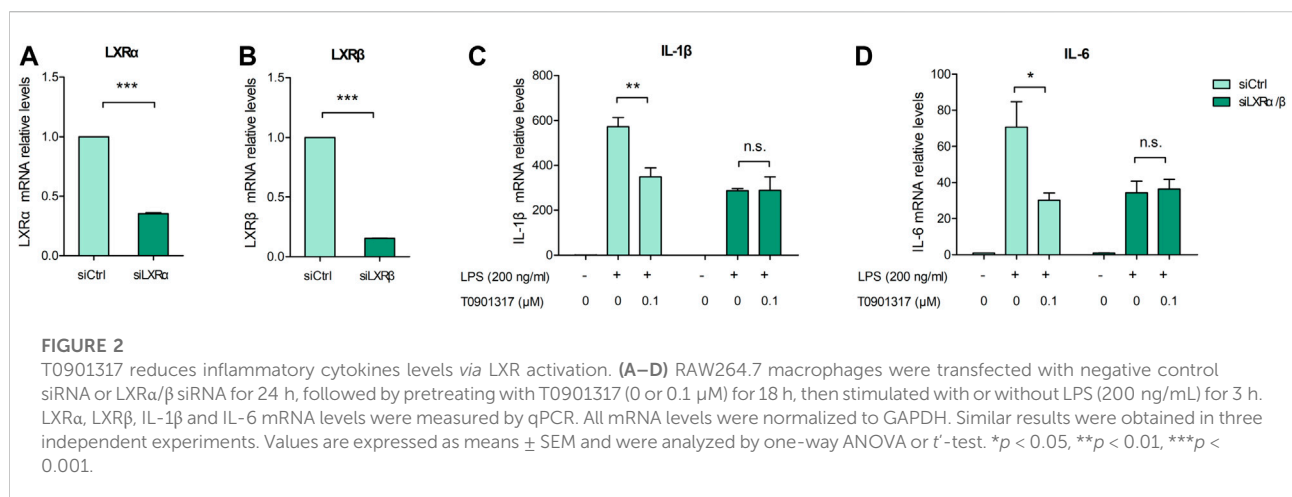 A
LXRα
LXRα mRNA relative levels
1.5
1.0
0.5
0.0
***
siCtrl siLXRα
B
LXRβ
LXRβ mRNA relative levels
1.5
1.0
0.5
0.0
***
siCtrl siLXRβ
C
IL-1β
IL-1β mRNA relative levels
800
600
400
200
0
**
n.s.
LPS (200 ng/ml) - + + - + +
T0901317 (μM) 0 0 0.1 0 0 0.1
D
IL-6
IL-6 mRNA relative levels
100
80
60
40
20
0
*
n.s.
siCtrl
siLXRα/β
LPS (200 ng/ml) - + + - + +
T0901317 (μM) 0 0 0.1 0 0 0.1
FIGURE 2
T0901317 reduces inflammatory cytokines levels via LXR activation. (A–D) RAW264.7 macrophages were transfected with negative control
siRNA or LXRα/β siRNA for 24 h, followed by pretreating with T0901317 (0 or 0.1 μM) for 18 h, then stimulated with or without LPS (200 ng/mL) for 3 h.
LXRα, LXRβ, IL-1β and IL-6 mRNA levels were measured by qPCR. All mRNA levels were normalized to GAPDH. Similar results were obtained in three
independent experiments. Values are expressed as means ± SEM and were analyzed by one-way ANOVA or t'-test. *p < 0.05, **p < 0.01, ***p <
0.001.